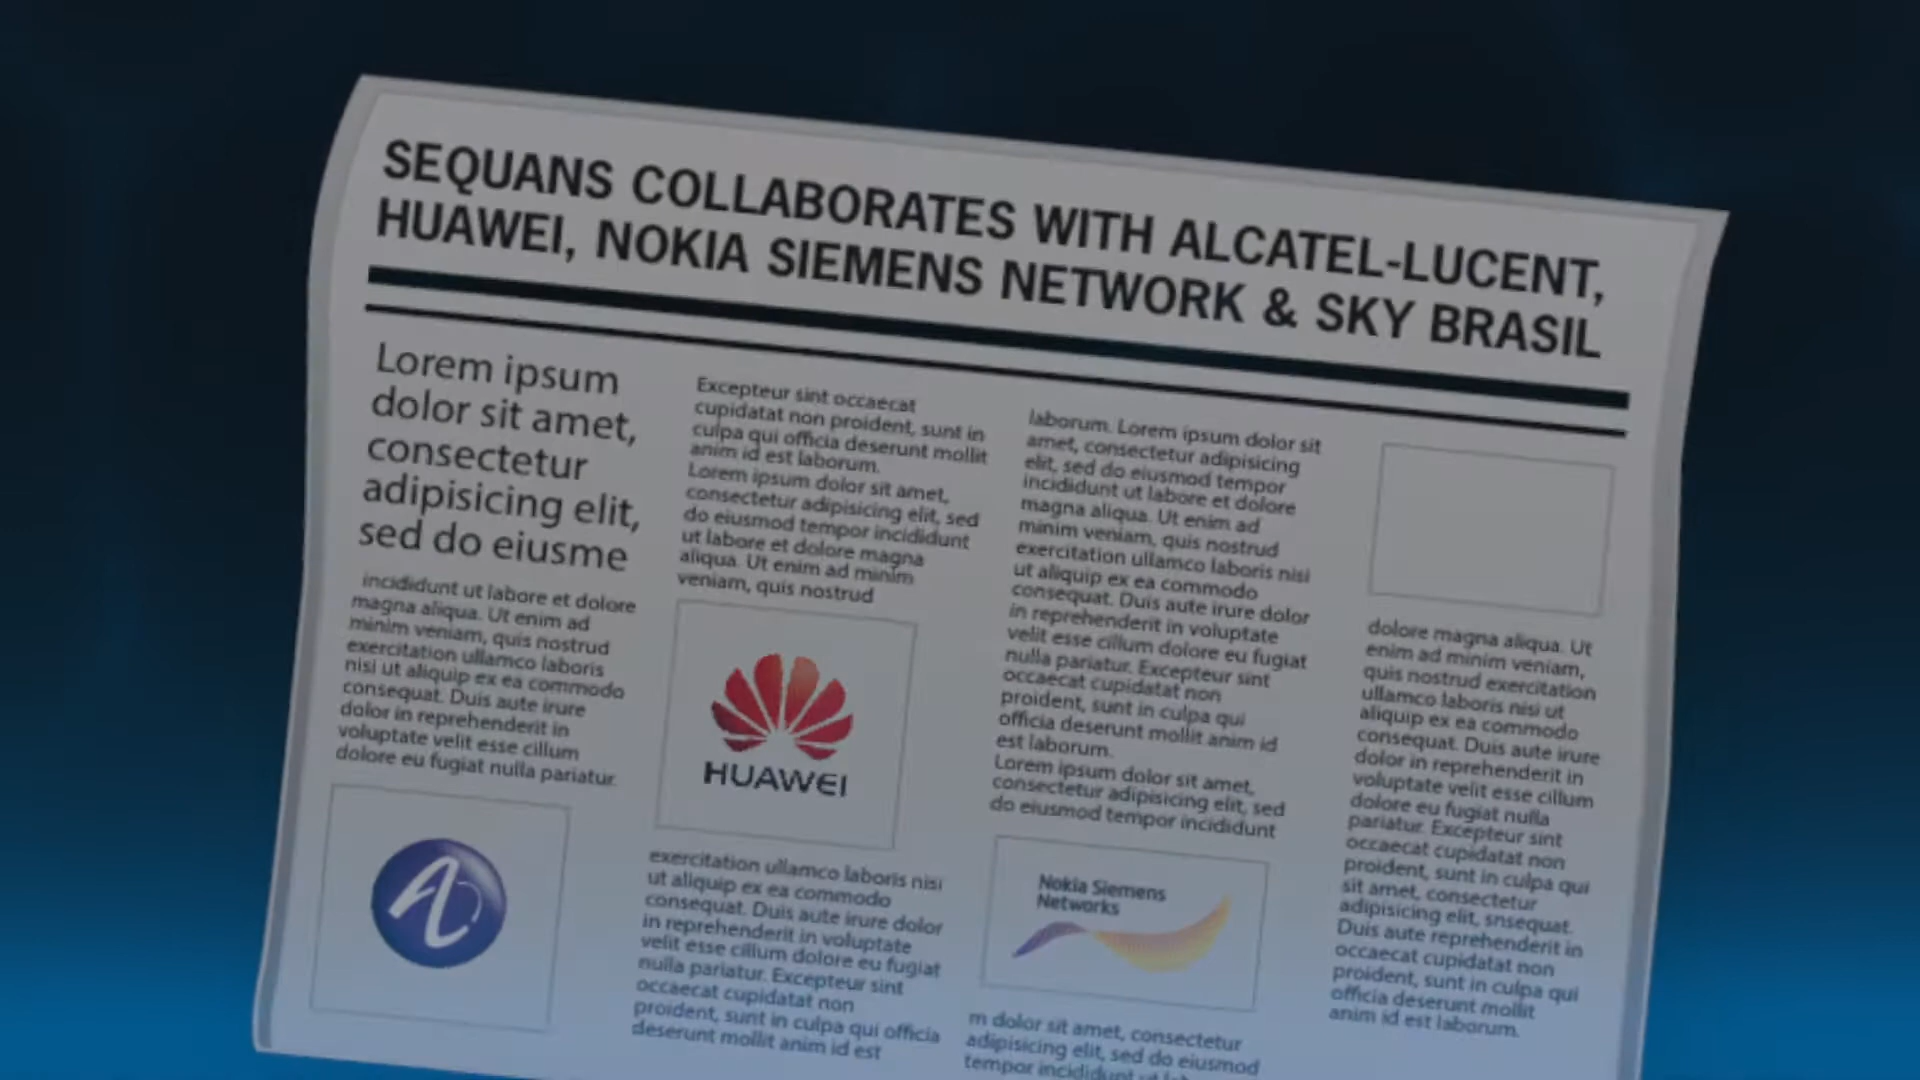 SEQUANS COLLABORATES WITH ALCATEL-LUCENT,
HUAWEI, NOKIA SIEMENS NETWORK & SKY BRASIL
Lorem ipsum
dolor sit amet,
consectetur
adipisicing elit,
sed do eiusme
incididunt ut labore et dolore
magna aliqua. Ut enim ad
minim veniam, quis nostrud
exercitation ullamco laboris
nisi ut aliquip ex ea commodo
consequat. Duis aute irure
dolor in reprehenderit in
voluptate velit esse cillum
dolore eu fugiat nulla pariatur.
Excepteur sint occaecat
cupidatat non proident, sunt in
culpa qui officia deserunt mollit
anim id est laborum.
Lorem ipsum dolor sit amet,
consectetur adipisicing elit, sed
do eiusmod tempor incididunt
ut labore et dolore magna
aliqua. Ut enim ad minim
veniam, quis nostrud
HUAWEI
exercitation ullamco laboris nisi
ut aliquip ex ea commodo
consequat. Duis aute irure dolor
in reprehenderit in voluptate
velit esse cillum dolore eu fugiat
nulla pariatur. Excepteur sint
occaecat cupidatat non
proident, sunt in culpa qui officia
deserunt mollit anim id est
laborum. Lorem ipsum dolor sit
amet, consectetur adipisicing
elit, sed do eiusmod tempor
incididunt ut labore et dolore
magna aliqua. Ut enim ad
minim veniam, quis nostrud
exercitation ullamco laboris nisi
ut aliquip ex ea commodo
consequat. Duis aute irure dolor
in reprehenderit in voluptate
velit esse cillum dolore eu fugiat
nulla pariatur. Excepteur sint
occaecat cupidatat non
proident, sunt in culpa qui
officia deserunt mollit anim id
est laborum.
Lorem ipsum dolor sit amet,
consectetur adipisicing elit, sed
do eiusmod tempor incididunt
Nokia Siemens
Networks
m dolor sit amet, consectetur
adipisicing elit, sed do eiusmod
tempor incididunt ut
dolore magna aliqua. Ut
enim ad minim veniam,
quis nostrud exercitation
ullamco laboris nisi ut
aliquip ex ea commodo
consequat. Duis aute irure
dolor in reprehenderit in
voluptate velit esse cillum
dolore eu fugiat nulla
pariatur. Excepteur sint
occaecat cupidatat non
proident, sunt in culpa qui
sit amet, consectetur
adipisicing elit, snsequat.
Duis aute reprehenderit in
occaecat cupidatat non
proident, sunt in culpa qui
officia deserunt mollit
anim id est laborum.